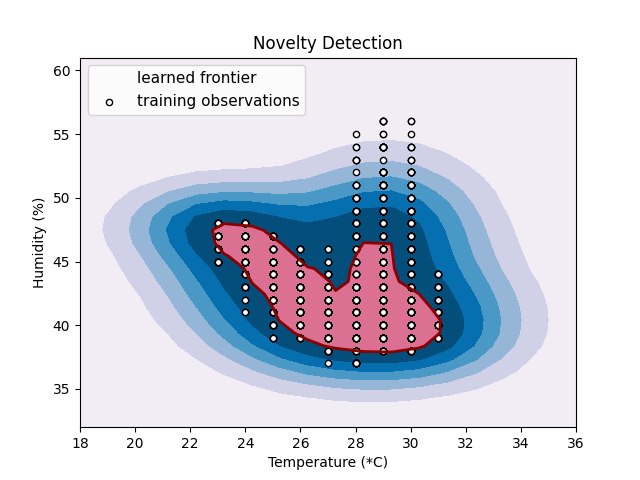 Novelty Detection
learned frontier
training observations
60
55
50
45
40
35
Humidity (%)
18 20 22 24 26 28 30 32 34 36
Temperature (*C)